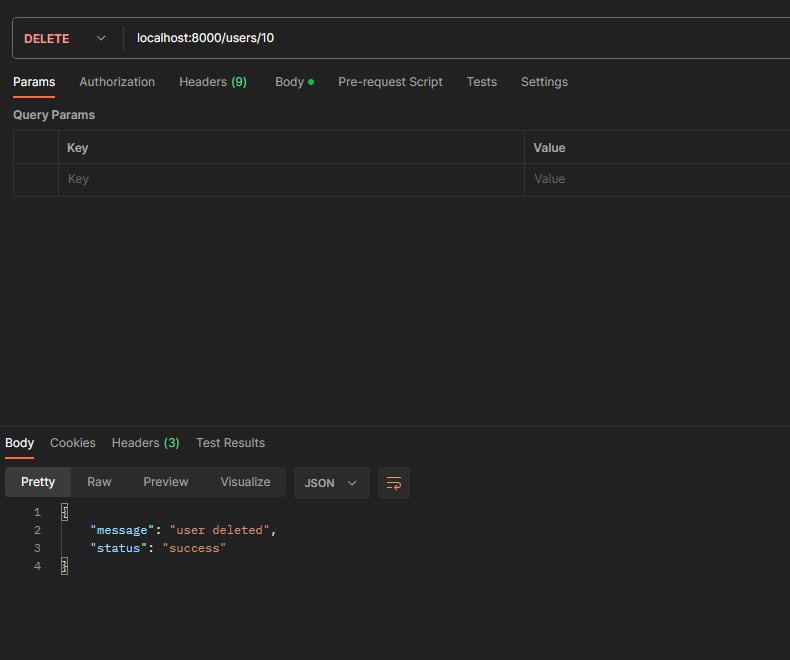 DELETE localhost:8000/users/10
Params Authorization Headers (9) Body Pre-request Script Tests Settings
Query Params
Key Value
Key Value
Body Cookies Headers (3) Test Results
Pretty Raw Preview Visualize JSON
1 {
2 "message": "user deleted",
3 "status": "success"
4 }